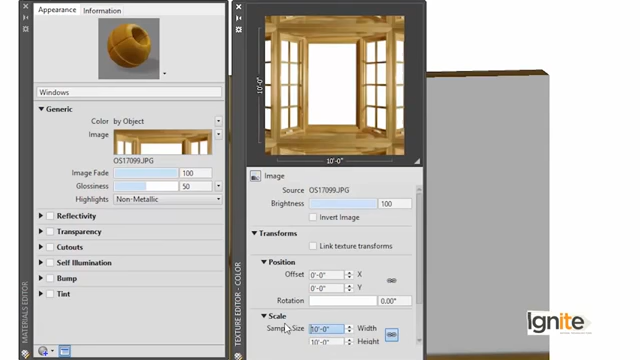 Appearance
Information
Windows
Generic
Color
by Object
Image
OS17099.JPG
Image Fade
100
Glossiness
50
Highlights
Non-Metallic
Reflectivity
Transparency
Cutouts
Self Illumination
Bump
Tint
MATERIALS EDITOR
10'-0"
10'-0"
Image
Source
OS17099.JPG
Brightness
100
Invert Image
Transforms
Link texture transforms
Position
Offset
0'-0"
X
0'-0"
Y
Rotation
0.00°
Scale
Sample Size
10'-0"
Width
10'-0"
Height
TEXTURE EDITOR - COLOR
Ignite